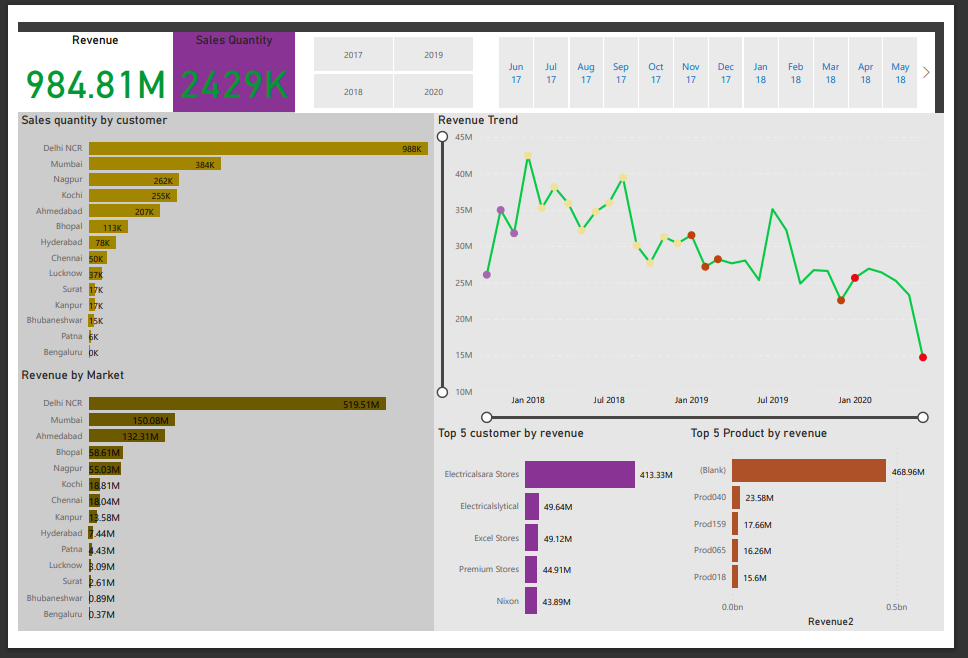 Revenue
984.81M
Sales Quantity
2429K
2017 2019
2018 2020
Jun 17 Jul 17 Aug 17 Sep 17 Oct 17 Nov 17 Dec 17 Jan 18 Feb 18 Mar 18 Apr 18 May 18
Sales quantity by customer
Delhi NCR 988K
Mumbai 384K
Nagpur 262K
Kochi 255K
Ahmedabad 207K
Bhopal 113K
Hyderabad 78K
Chennai 50K
Lucknow 37K
Surat 17K
Kanpur 17K
Bhubaneshwar 15K
Patna 6K
Bengaluru 0K
Revenue by Market
Delhi NCR 519.51M
Mumbai 150.08M
Ahmedabad 132.31M
Bhopal 58.61M
Nagpur 55.03M
Kochi 18.81M
Chennai 18.04M
Kanpur 13.58M
Hyderabad 7.44M
Patna 4.43M
Lucknow 3.09M
Surat 2.61M
Bhubaneshwar 0.89M
Bengaluru 0.37M
Revenue Trend
45M
40M
35M
30M
25M
20M
15M
10M
Jan 2018 Jul 2018 Jan 2019 Jul 2019 Jan 2020
Top 5 customer by revenue
Electricalsara Stores 413.33M
Electricalslytical 49.64M
Excel Stores 49.12M
Premium Stores 44.91M
Nixon 43.89M
Top 5 Product by revenue
(Blank) 468.96M
Prod040 23.58M
Prod159 17.66M
Prod065 16.26M
Prod018 15.6M
0.0bn 0.5bn
Revenue2